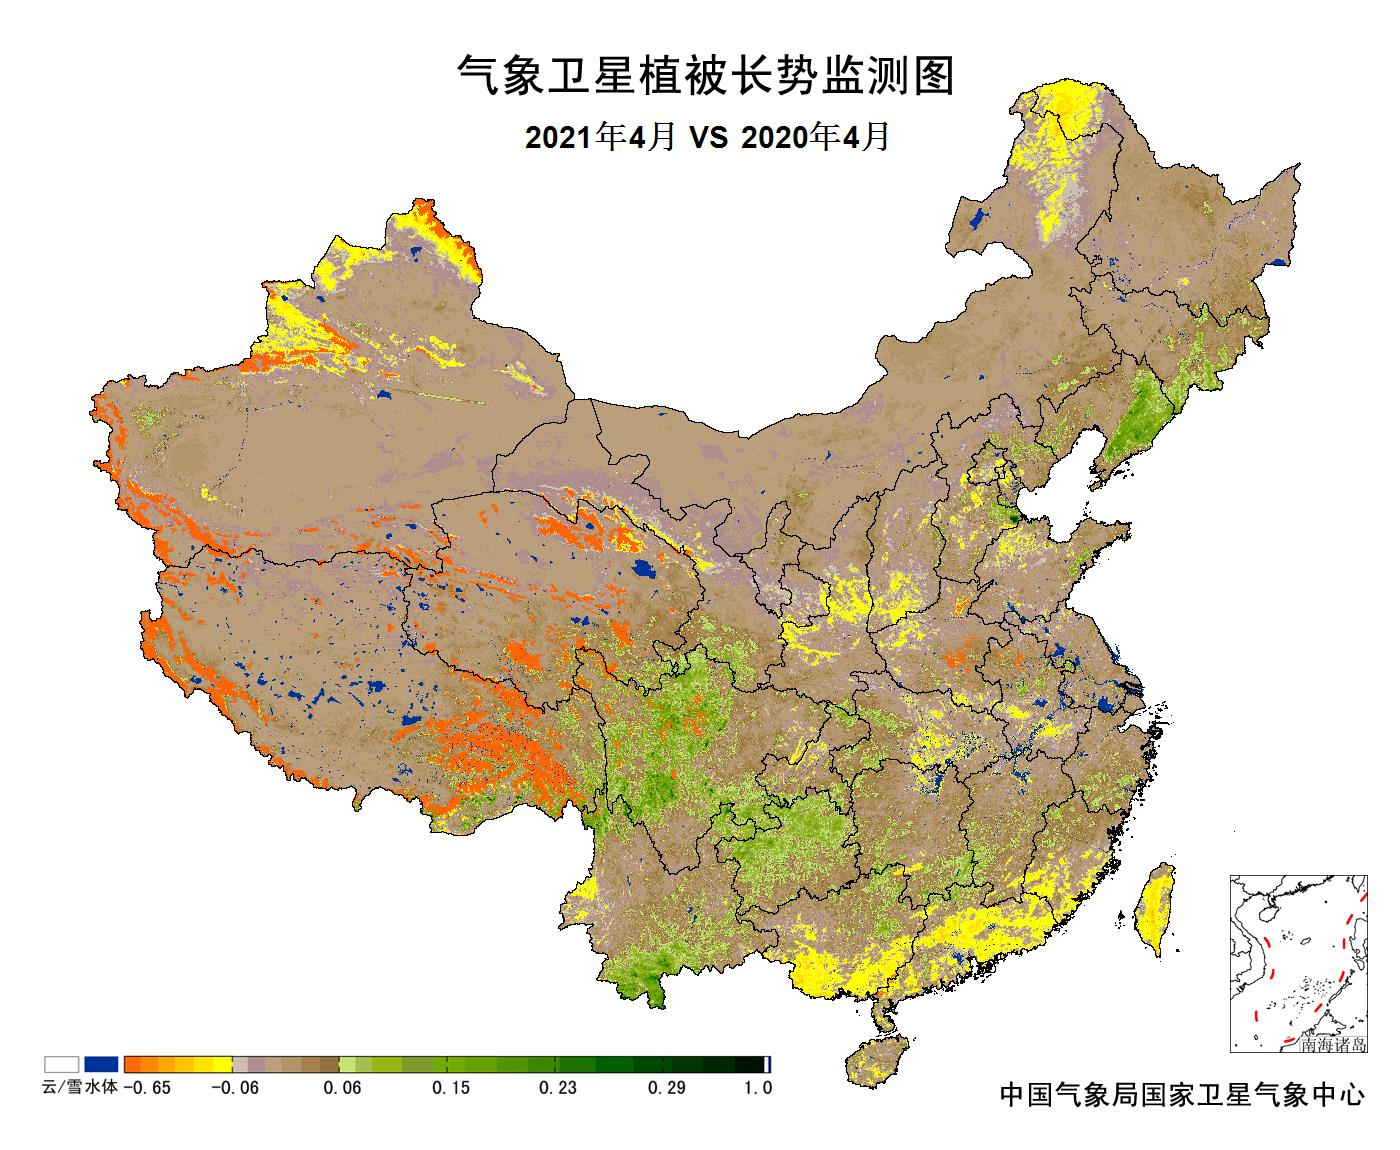 气象卫星植被长势监测图
2021年4月 VS 2020年4月
南海诸岛
云/雪 水体 -0.65 -0.06 0.06 0.15 0.23 0.29 1.0
中国气象局国家卫星气象中心